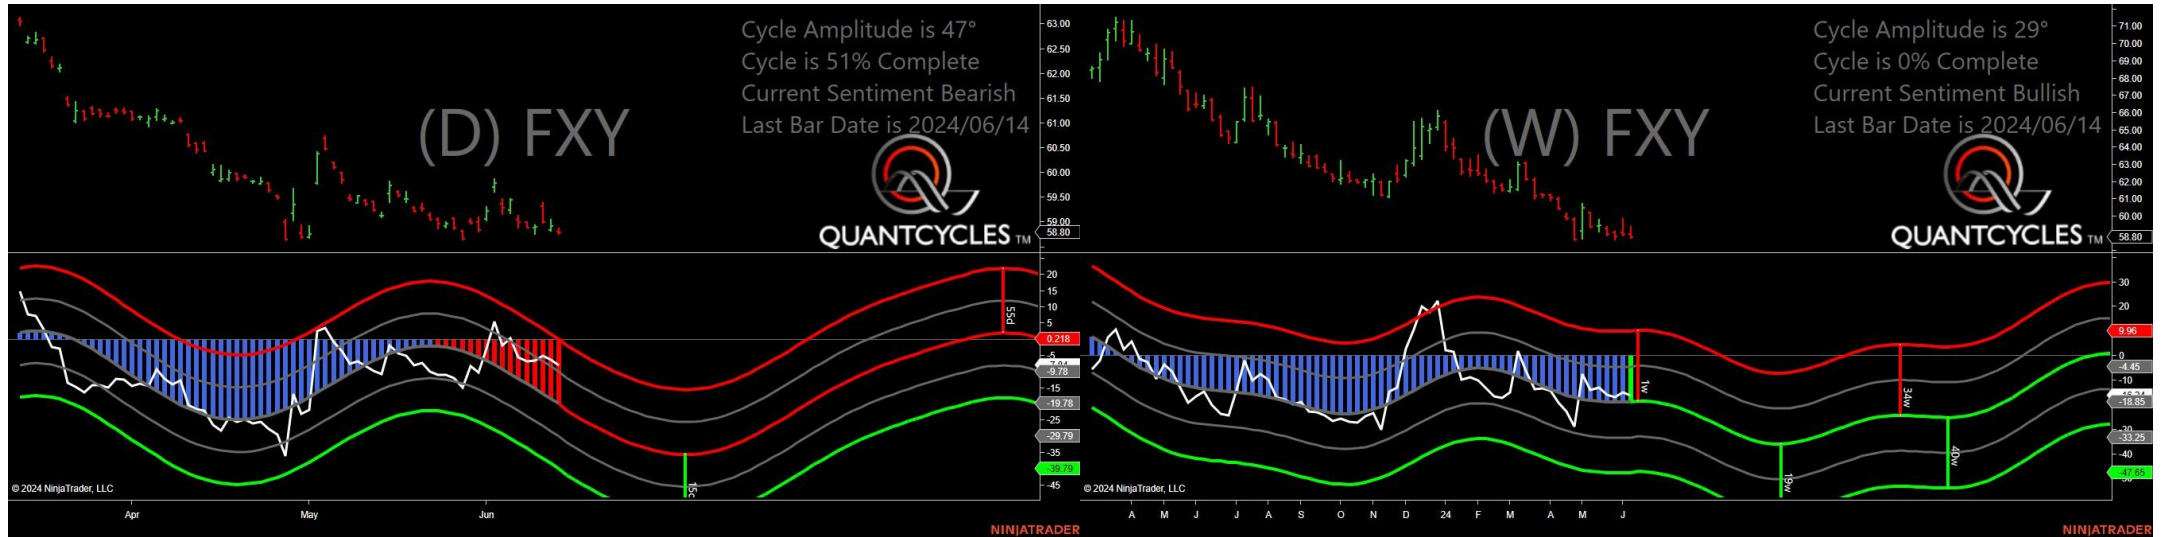 Cycle Amplitude is 47°
Cycle is 51% Complete
Current Sentiment Bearish
Last Bar Date is 2024/06/14
(D) FXY
QUANTCYCLES TM
63.00
62.50
62.00
61.50
61.00
60.50
60.00
59.50
59.00
58.80
20
15
10
5
0.218
-5
-9.78
-15
-19.78
-25
-29.79
-35
-39.79
-45
55d
© 2024 NinjaTrader, LLC
Apr
May
Jun
NINJATRADER
Cycle Amplitude is 29°
Cycle is 0% Complete
Current Sentiment Bullish
Last Bar Date is 2024/06/14
(W) FXY
QUANTCYCLES TM
71.00
70.00
69.00
68.00
67.00
66.00
65.00
64.00
63.00
62.00
61.00
60.00
58.80
30
20
9.96
0
-4.45
-10
-18.85
-33.25
-40
-47.65
1w
34w
19w
40w
© 2024 NinjaTrader, LLC
A
M
J
J
A
S
O
N
D
24
F
M
A
M
J
NINJATRADER